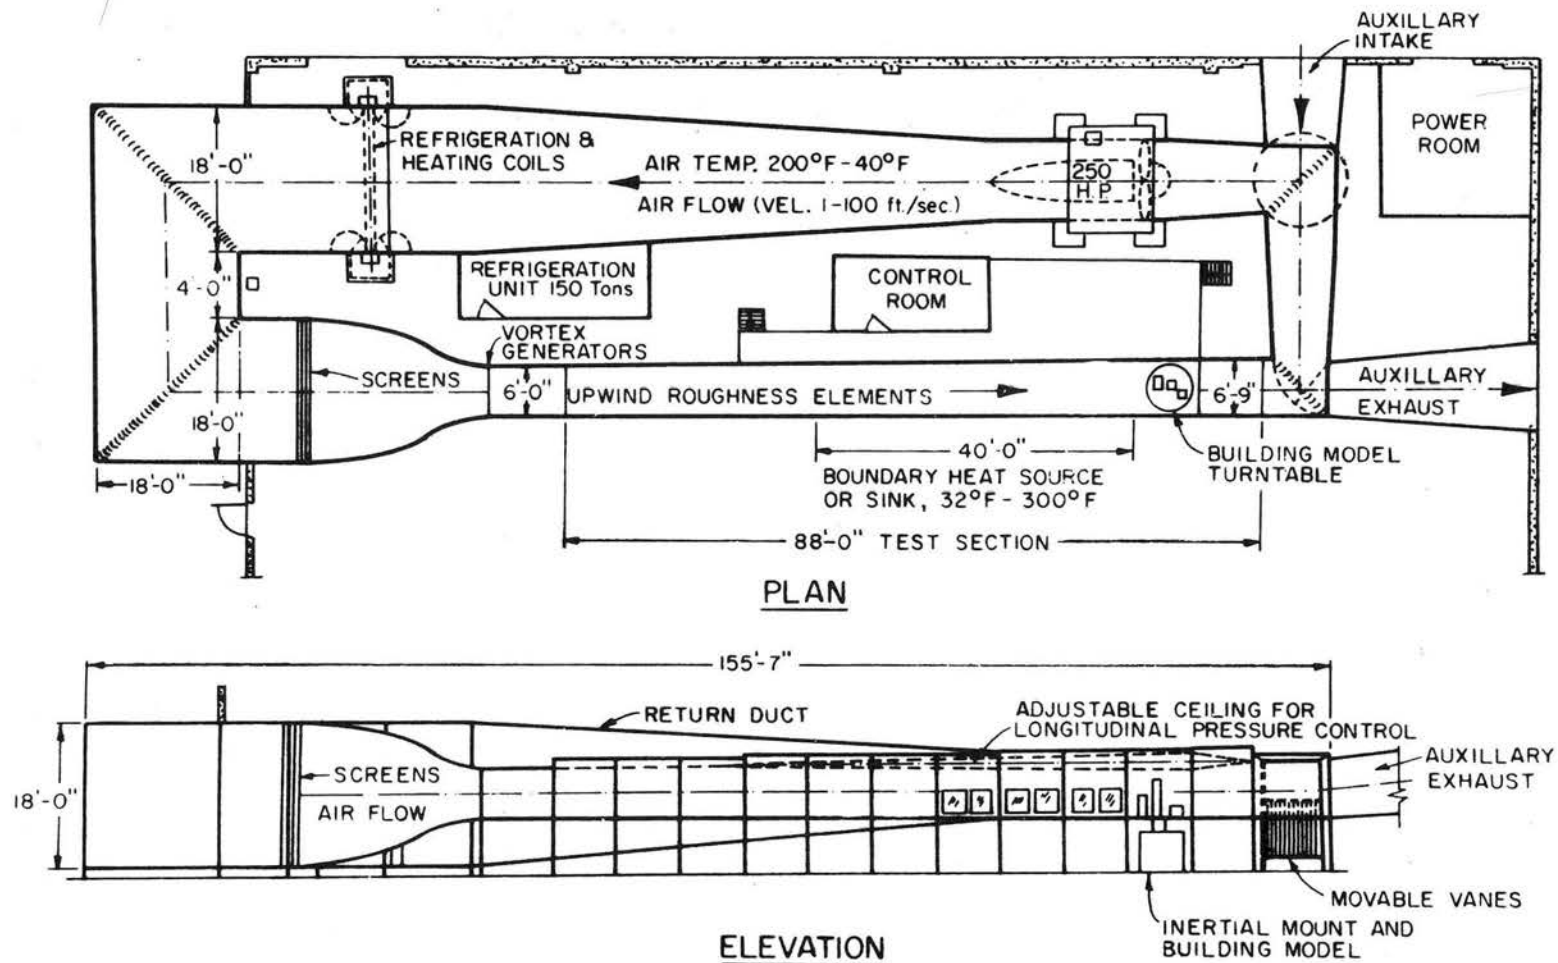 AUXILLARY
INTAKE
POWER
ROOM
18'-0"
REFRIGERATION &
HEATING COILS
AIR TEMP. 200°F-40°F
250
H.P
AIR FLOW (VEL. 1-100 ft./sec.)
4'-0"
REFRIGERATION
UNIT 150 Tons
CONTROL
ROOM
VORTEX
GENERATORS
SCREENS
6'-0"
UPWIND ROUGHNESS ELEMENTS
6'-9"
AUXILLARY
EXHAUST
18'-0"
18'-0"
40'-0"
BOUNDARY HEAT SOURCE
OR SINK, 32°F-300°F
BUILDING MODEL
TURNTABLE
88'-0" TEST SECTION
PLAN
155'-7"
RETURN DUCT
ADJUSTABLE CEILING FOR
LONGITUDINAL PRESSURE CONTROL
18'-0"
SCREENS
AIR FLOW
AUXILLARY
EXHAUST
MOVABLE VANES
INERTIAL MOUNT AND
BUILDING MODEL
ELEVATION